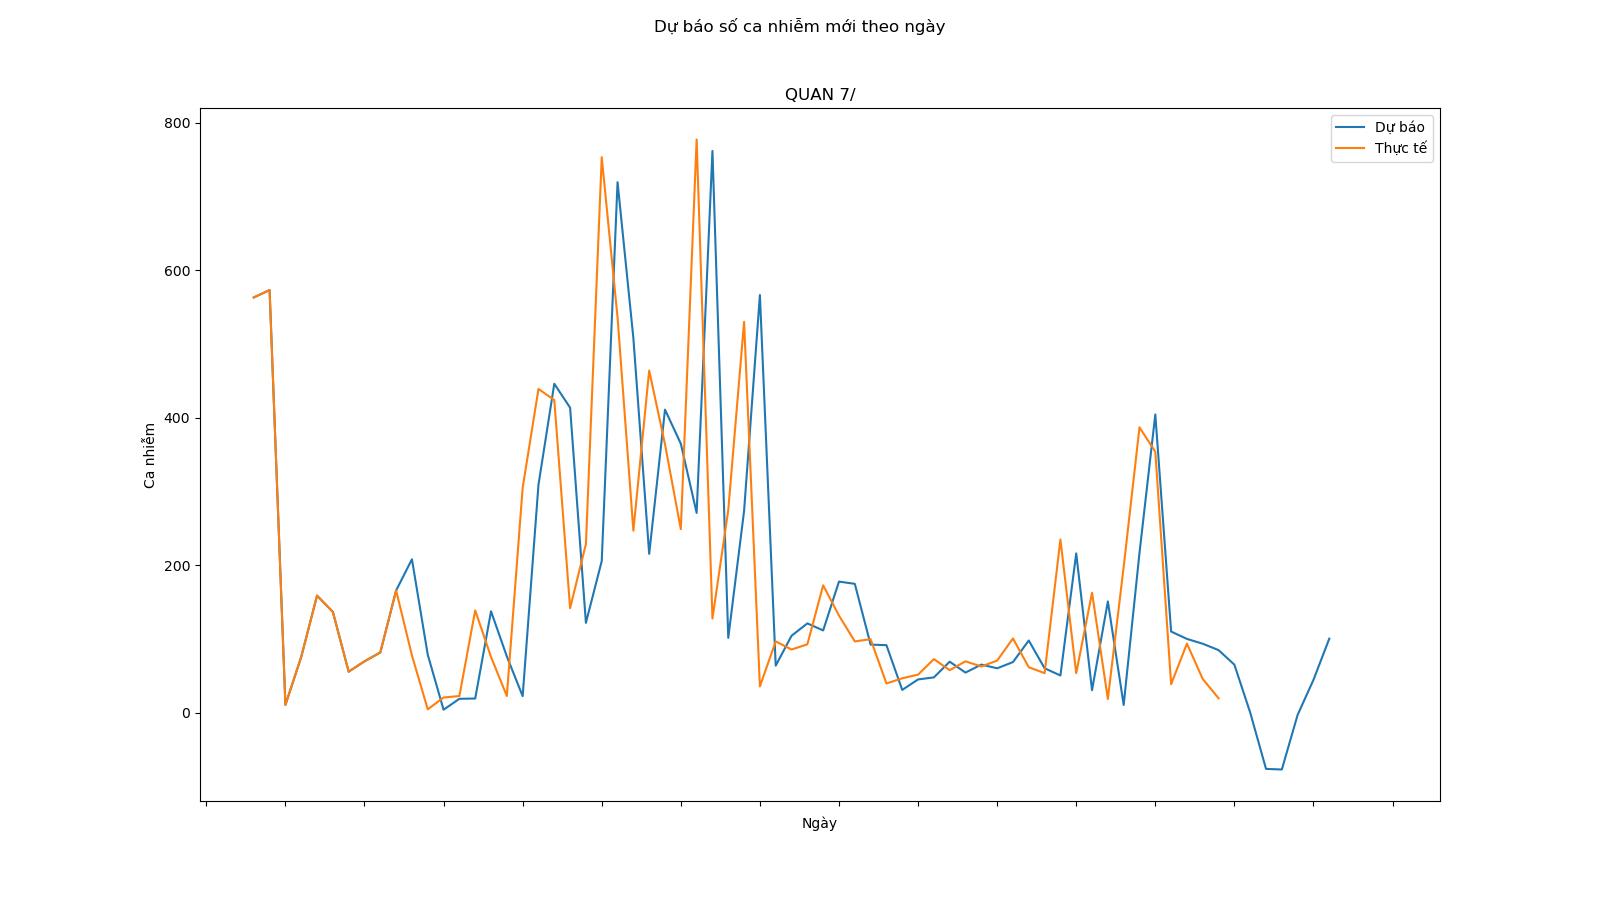 Dự báo số ca nhiễm mới theo ngày
QUAN 7/
Dự báo
Thực tế
800
600
400
200
0
Ca nhiễm
Ngày